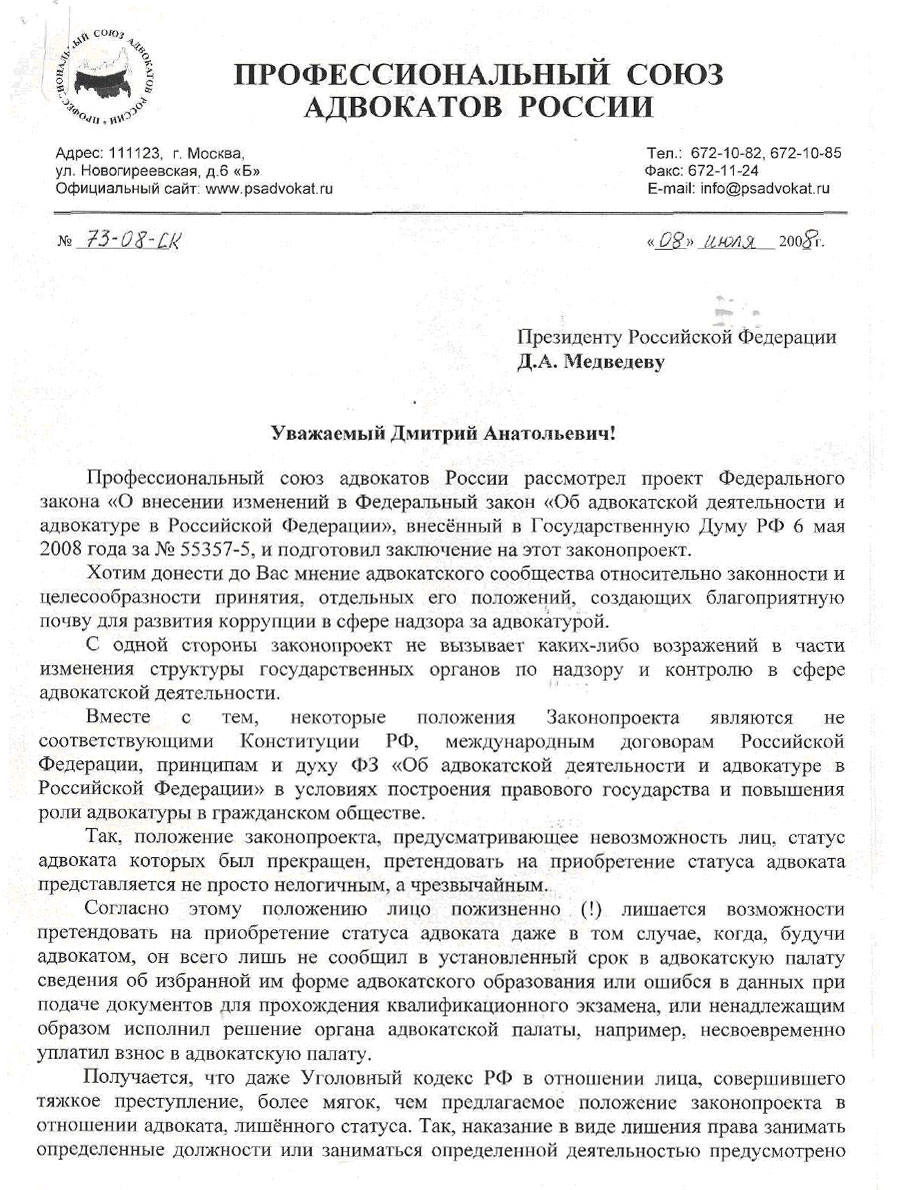 ПРОФЕССИОНАЛЬНЫЙ СОЮЗ АДВОКАТОВ РОССИИ
ПРОФЕССИОНАЛЬНЫЙ СОЮЗ
АДВОКАТОВ РОССИИ
Адрес: 111123, г. Москва,
ул. Новогиреевская, д.6 «Б»
Официальный сайт: www.psadvokat.ru
Тел.: 672-10-82, 672-10-85
Факс: 672-11-24
E-mail: info@psadvokat.ru
№ 73-08-СК
«08» июля 2008г.
Президенту Российской Федерации
Д.А. Медведеву
Уважаемый Дмитрий Анатольевич!
Профессиональный союз адвокатов России рассмотрел проект Федерального
закона «О внесении изменений в Федеральный закон «Об адвокатской деятельности и
адвокатуре в Российской Федерации», внесённый в Государственную Думу РФ 6 мая
2008 года за № 55357-5, и подготовил заключение на этот законопроект.
Хотим донести до Вас мнение адвокатского сообщества относительно законности и
целесообразности принятия, отдельных его положений, создающих благоприятную
почву для развития коррупции в сфере надзора за адвокатурой.
С одной стороны законопроект не вызывает каких-либо возражений в части
изменения структуры государственных органов по надзору и контролю в сфере
адвокатской деятельности.
Вместе с тем, некоторые положения Законопроекта являются не
соответствующими Конституции РФ, международным договорам Российской
Федерации, принципам и духу ФЗ «Об адвокатской деятельности и адвокатуре в
Российской Федерации» в условиях построения правового государства и повышения
роли адвокатуры в гражданском обществе.
Так, положение законопроекта, предусматривающее невозможность лиц, статус
адвоката которых был прекращен, претендовать на приобретение статуса адвоката
представляется не просто нелогичным, а чрезвычайным.
Согласно этому положению лицо пожизненно (!) лишается возможности
претендовать на приобретение статуса адвоката даже в том случае, когда, будучи
адвокатом, он всего лишь не сообщил в установленный срок в адвокатскую палату
сведения об избранной им форме адвокатского образования или ошибся в данных при
подаче документов для прохождения квалификационного экзамена, или ненадлежащим
образом исполнил решение органа адвокатской палаты, например, несвоевременно
уплатил взнос в адвокатскую палату.
Получается, что даже Уголовный кодекс РФ в отношении лица, совершившего
тяжкое преступление, более мягок, чем предлагаемое положение законопроекта в
отношении адвоката, лишённого статуса. Так, наказание в виде лишения права занимать
определенные должности или заниматься определенной деятельностью предусмотрено